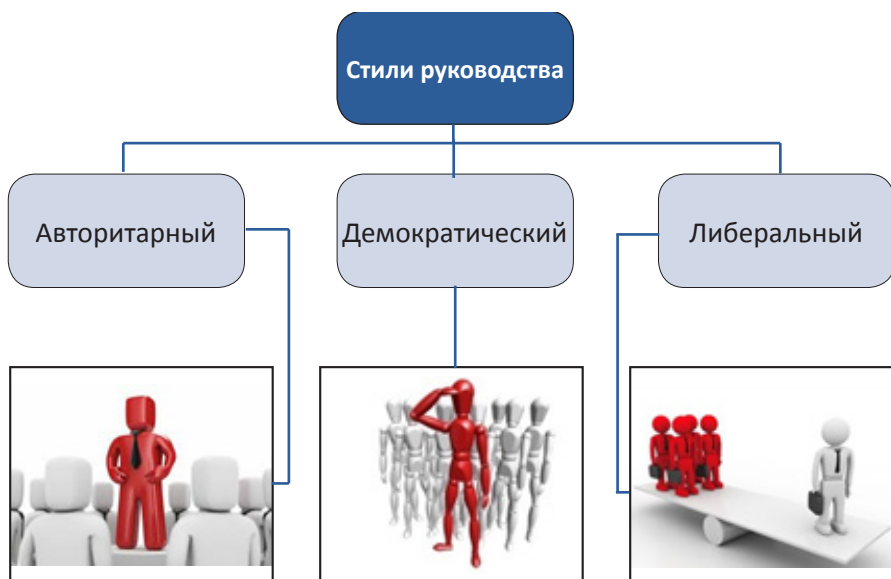 Стили руководства
Авторитарный
Демократический
Либеральный